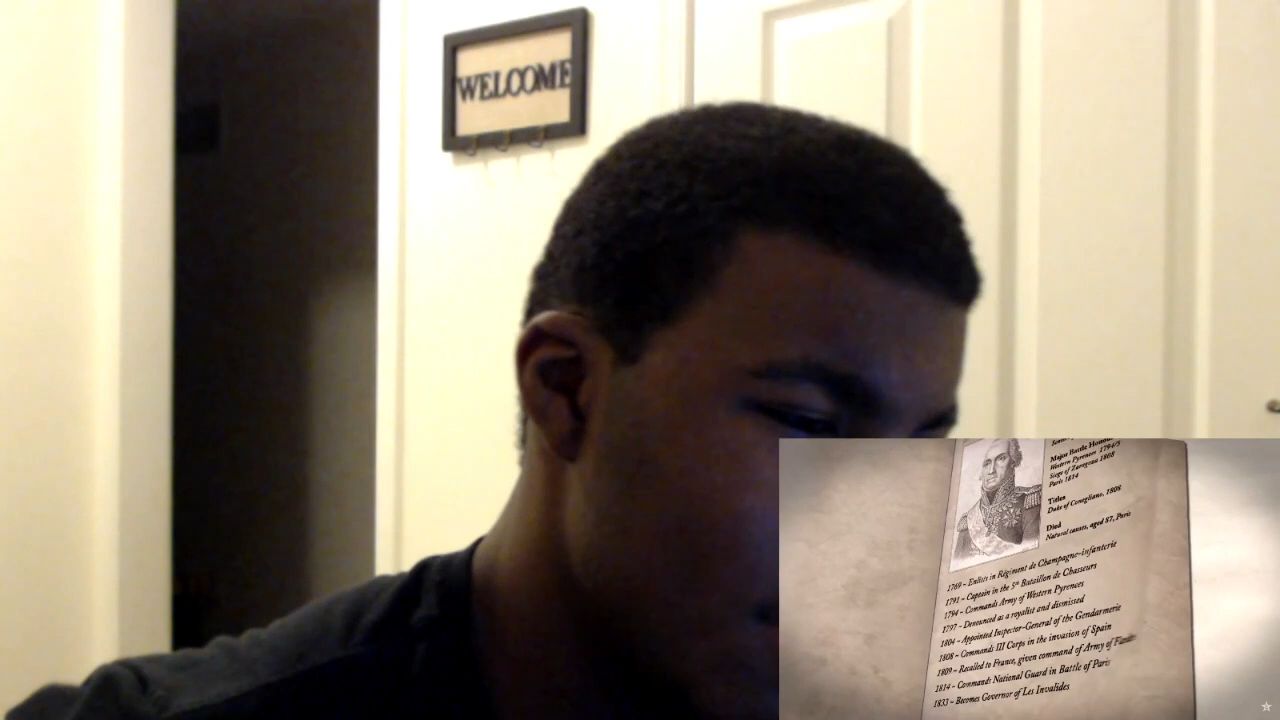 WELCOME
Major Battle Honours
Western Pyrenees 1794/5
Siege of Zaragoza 1808
Paris 1814
Titles
Duke of Conegliano, 1808
Died
Natural causes, aged 87, Paris
1769 – Enlists in Régiment de Champagne-infanterie
1791 – Captain in the 5th Bataillon de Chasseurs
1794 – Commands Army of Western Pyrenees
1797 – Denounced as a royalist and dismissed
1804 – Appointed Inspector-General of the Gendarmerie
1808 – Commands III Corps in the invasion of Spain
1809 – Recalled to France, given command of Army of
1814 – Commands National Guard in Battle of Paris
1833 – Becomes Governor of Les Invalides